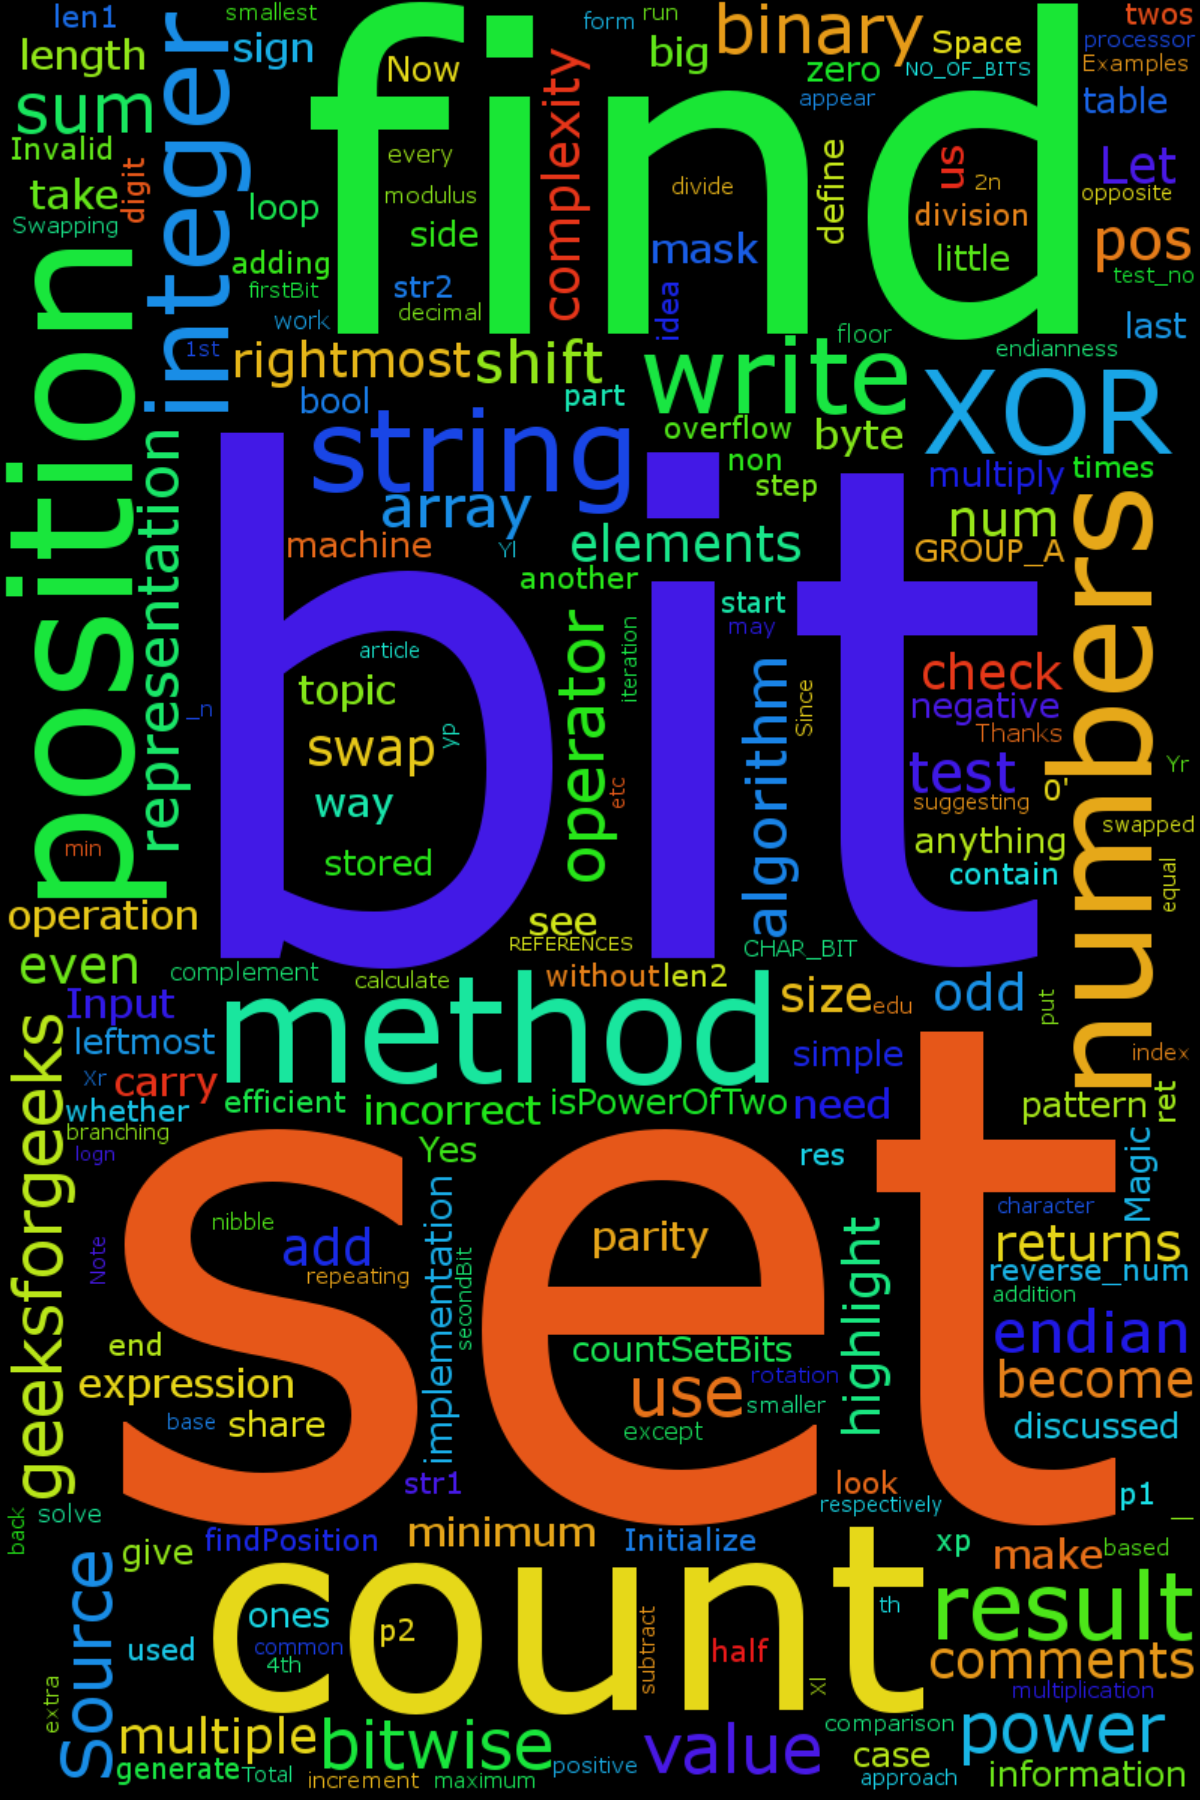 len1
smallest
form
run
binary
twos
length
sign
find
Now
big
Space
processor
zero
NO_OF_BITS
Examples
sum
integer
complexity
appear
table
Invalid
every
define
us
Let
take
digit
modulus
divide
2n
opposite
Swapping
loop
side
division
mask
little
pos
adding
test_no
firstBit
str2
idea
decimal
work
last
position
1st
rightmost
shift
write
floor
endianness
bool
part
XOR
string
overflow
byte
non
multiply
times
representation
array
step
num
numbers
machine
Yl
elements
GROUP_A
bit
another
start
may
operator
iteration
article
check
topic
algorithm
Since
negative
_n
swap
yp
Thanks
test
Yr
way
etc
suggesting
0'
min
stored
anything
swapped
contain
equal
operation
see
REFERENCES
CHAR_BIT
even
complement
calculate
without
len2
Input
method
size
edu
odd
put
leftmost
simple
index
Xr
carry
whether
efficient
incorrect
isPowerOfTwo
need
pattern
ret
geeksforgeeks
branching
logn
set
Yes
res
Magic
character
nibble
implementation
parity
add
secondBit
highlight
returns
Note
repeating
reverse_num
addition
end
countSetBits
endian
expression
use
rotation
become
base
share
smaller
except
discussed
str1
look
p1
respectively
back
solve
_l
findPosition
minimum
Initialize
xp
give
make
based
Source
count
result
ones
p2
th
used
common
4th
subtract
half
comments
extra
Xl
multiplication
multiple
bitwise
value
comparison
power
generate
Total
positive
case
increment
maximum
approach
information